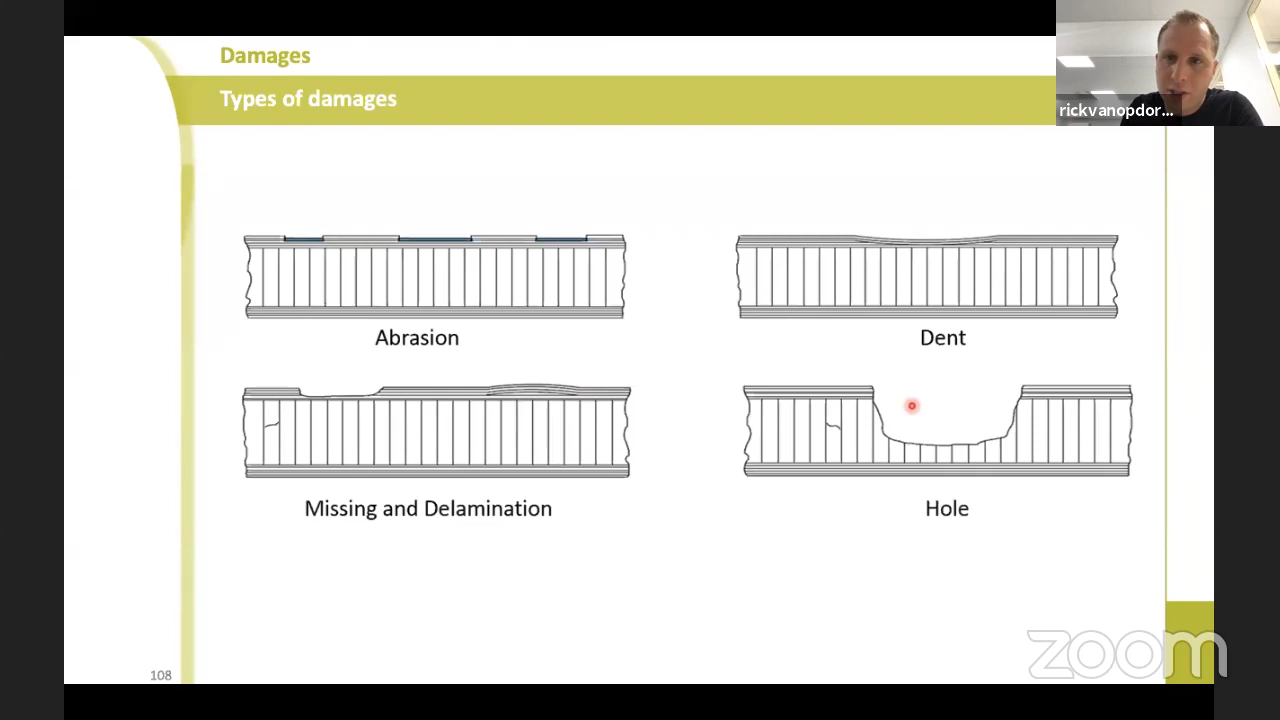 Damages
Types of damages
rickvanopdor...
Abrasion
Dent
Missing and Delamination
Hole
zoom
108